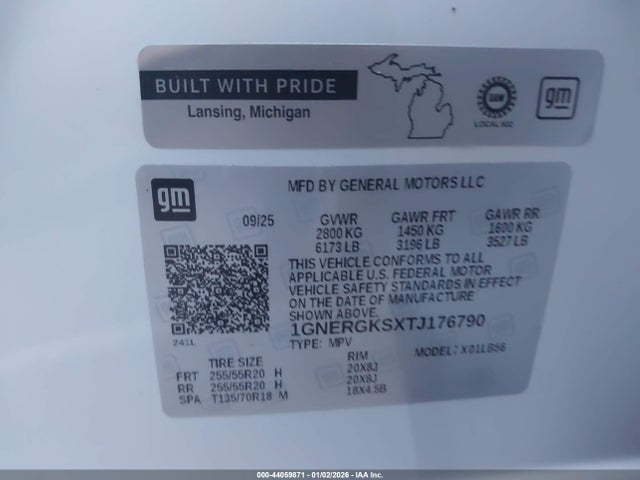 BUILT WITH PRIDE
Lansing, Michigan
UAW
LOCAL 602
gm
gm
MFD BY GENERAL MOTORS LLC
09/25 GVWR GAWR FRT GAWR RR
2800 KG 1450 KG 1600 KG
6173 LB 3196 LB 3527 LB
THIS VEHICLE CONFORMS TO ALL
APPLICABLE U.S. FEDERAL MOTOR
VEHICLE SAFETY STANDARDS IN EFFECT
ON THE DATE OF MANUFACTURE
SHOWN ABOVE.
1GNERGKSXTJ176790
241L
TYPE: MPV MODEL: X01LB56
TIRE SIZE RIM
FRT 255/55R20 H 20X8J
RR 255/55R20 H 20X8J
SPA T135/70R18 M 18X4.5B
000-44059871 - 01/02/2026 - IAA Inc.